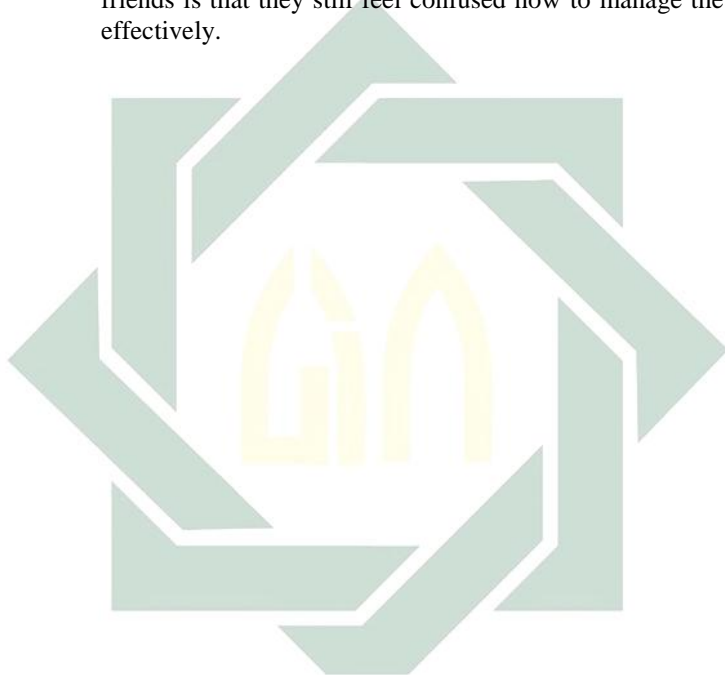 friends is that they still feel confused how to manage the
effectively.